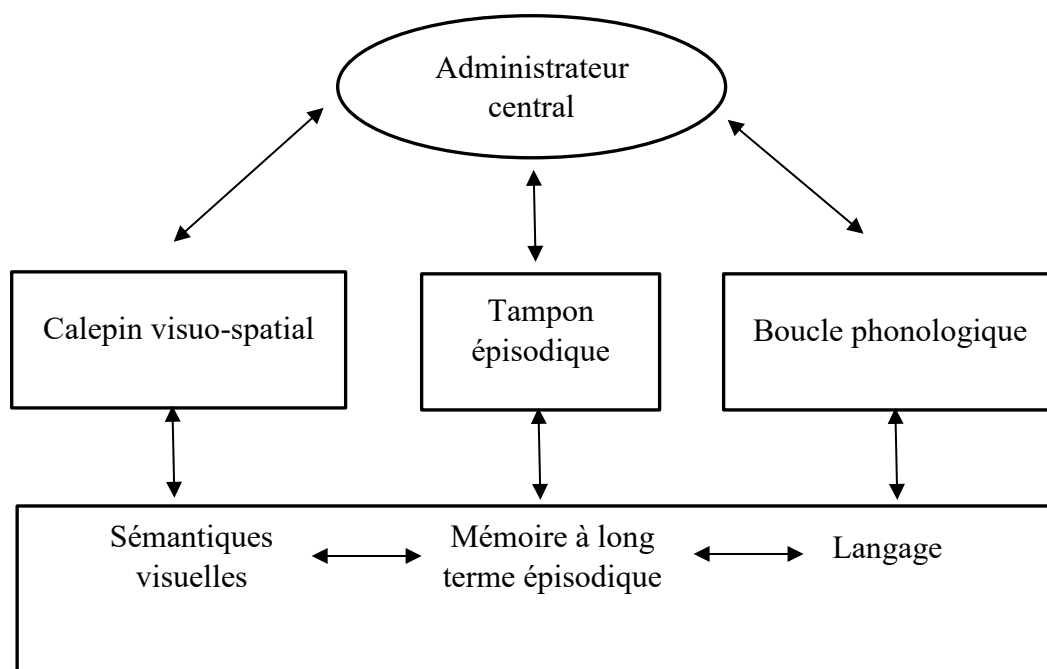 Administrateur
central
Calepin visuo-spatial
Tampon
épisodique
Boucle phonologique
Sémantiques
visuelles
Mémoire à long
terme épisodique
Langage